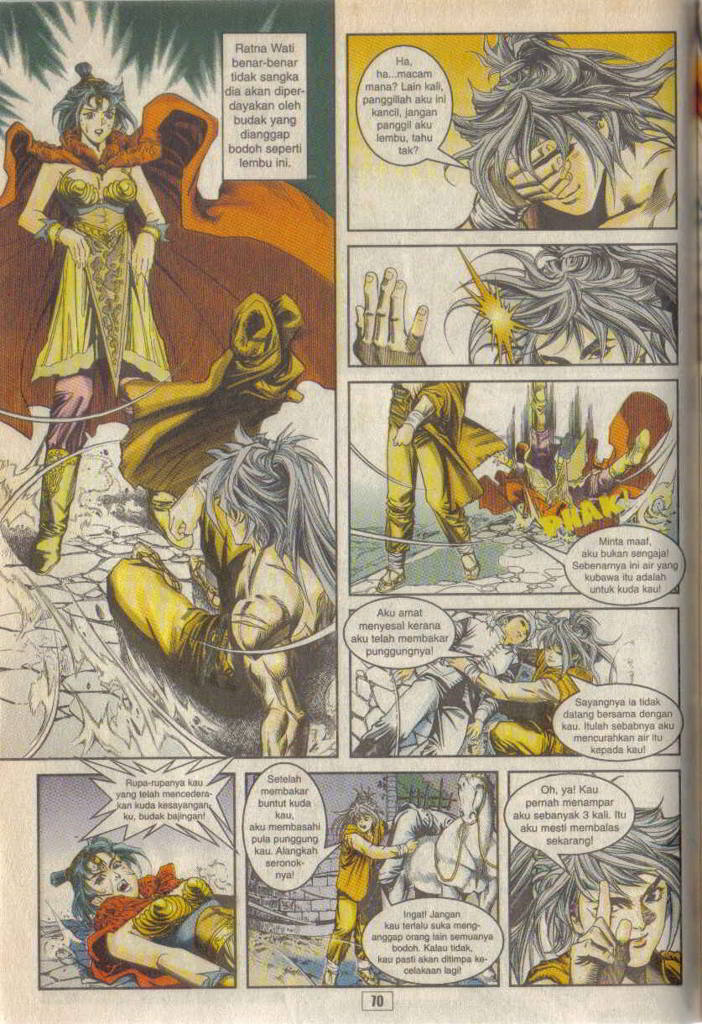 Ratna Wati
benar-benar
tidak sangka
dia akan diper-
dayakan oleh
budak yang
dianggap
bodoh seperti
lembu ini.
Ha,
ha...macam
mana? Lain kali,
panggillah aku ini
kancil, jangan
panggil aku
lembu, tahu
tak?
PHAK
Minta maaf,
aku bukan sengaja!
Sebenarnya ini air yang
kubawa itu adalah
untuk kuda kau!
Aku amat
menyesal kerana
aku telah membakar
punggungnya!
Sayangnya ia tidak
datang bersama dengan
kau. Itulah sebabnya aku
mencurahkan air itu
kepada kau!
Rupa-rupanya kau
yang telah mencedera-
kan kuda kesayangan-
ku, budak bajingan!
Setelah
membakar
buntut kuda
kau,
aku membasahi
pula punggung
kau. Alangkah
seronok-
nya!
Ingat! Jangan
kau terlalu suka meng-
anggap orang lain semuanya
bodoh. Kalau tidak,
kau pasti akan ditimpa ke-
celakaan lagi!
Oh, ya! Kau
pernah menampar
aku sebanyak 3 kali. Itu
aku mesti membalas
sekarang!
70